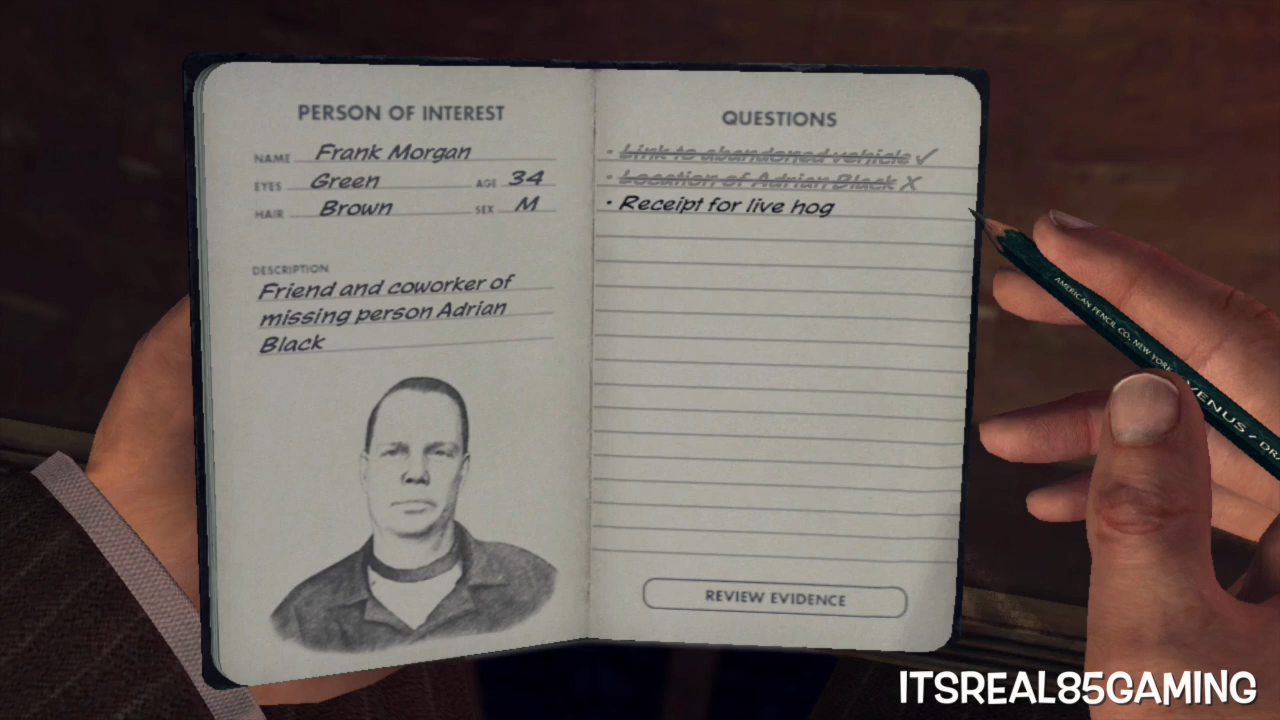 PERSON OF INTEREST
NAME Frank Morgan
EYES Green AGE 34
HAIR Brown SEX M
DESCRIPTION
Friend and coworker of
missing person Adrian
Black
QUESTIONS
• Link to abandoned vehicle ✓
• Location of Adrian Black X
• Receipt for live hog
REVIEW EVIDENCE
AMERICAN PENCIL CO. NEW YORK VENUS / DRA
ITSREAL85GAMING